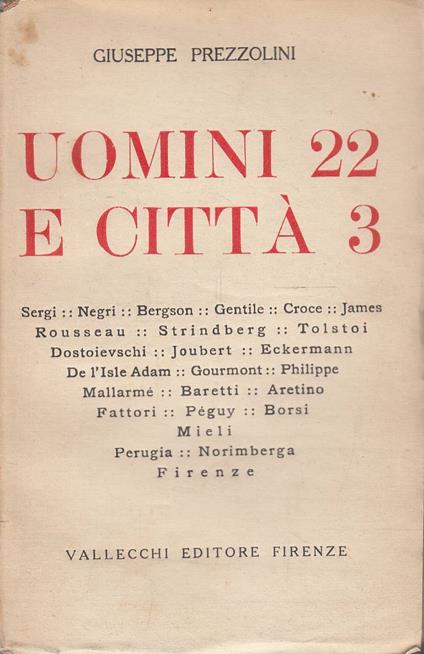 GIUSEPPE PREZZOLINI
UOMINI 22
E CITTÀ 3
Sergi :: Negri :: Bergson :: Gentile :: Croce :: James
Rousseau :: Strindberg :: Tolstoi
Dostoievschi :: Joubert :: Eckermann
De l'Isle Adam :: Gourmont :: Philippe
Mallarmé :: Baretti :: Aretino
Fattori :: Péguy :: Borsi
Mieli
Perugia :: Norimberga
Firenze
VALLECCHI EDITORE FIRENZE